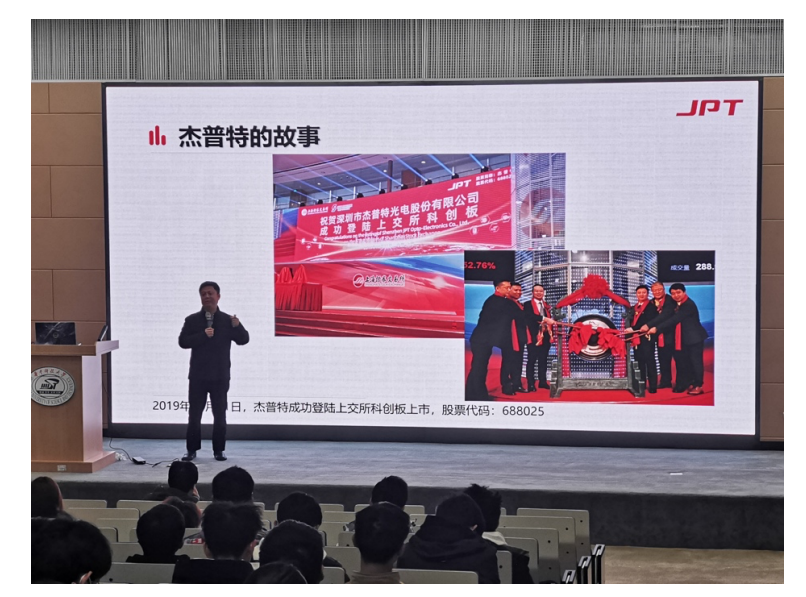 JPT
杰普特的故事
JPT
祝贺深圳市杰普特光电股份有限公司
成功登陆上交所科创板
52.76%
成交量 288.
2019年 月 1日，杰普特成功登陆上交所科创板上市，股票代码：688025